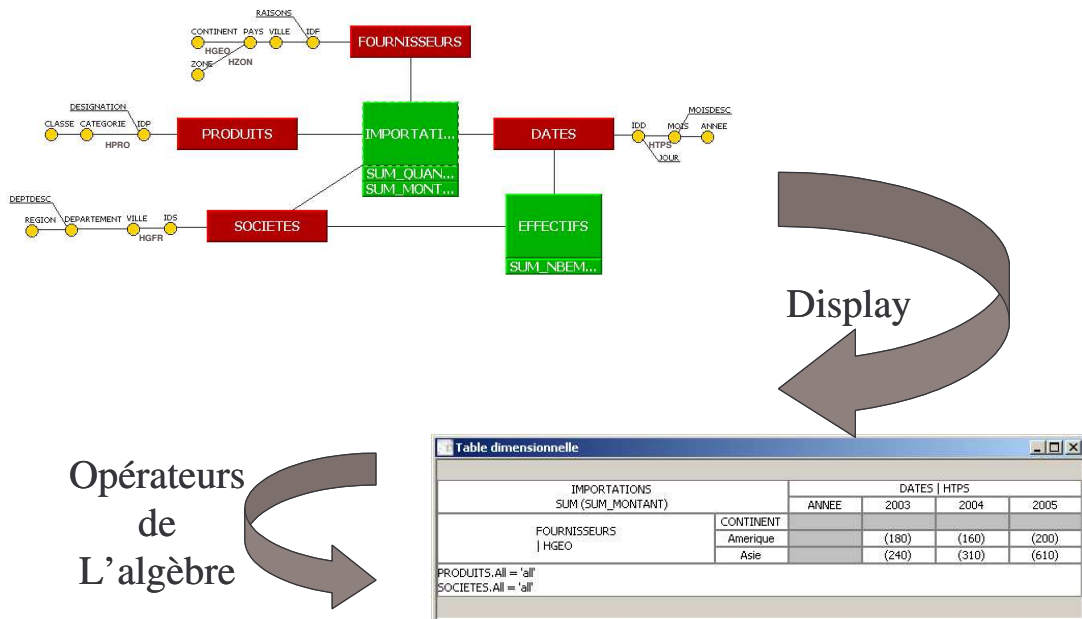 RAISONS
CONTINENT PAYS VILLE IDF
FOURNISSEURS
HGEO
HZON
ZONE
DESIGNATION
CLASSE CATEGORIE IDP
HPRO
PRODUITS
IMPORTATI...
SUM_QUAN...
SUM_MONT...
DATES
MOISDESC
IDD MOIS ANNEE
HTPS
JOUR
DEPTDESC
REGION DEPARTEMENT VILLE IDS
HGFR
SOCIETES
EFFECTIFS
SUM_NBEM...
Display
Opérateurs
de
L'algèbre
Table dimensionnelle
IMPORTATIONS
SUM (SUM_MONTANT)
DATES | HTPS
ANNEE 2003 2004 2005
FOURNISSEURS
| HGEO
CONTINENT
Amerique (180) (160) (200)
Asie (240) (310) (610)
PRODUITS.All = 'all'
SOCIETES.All = 'all'